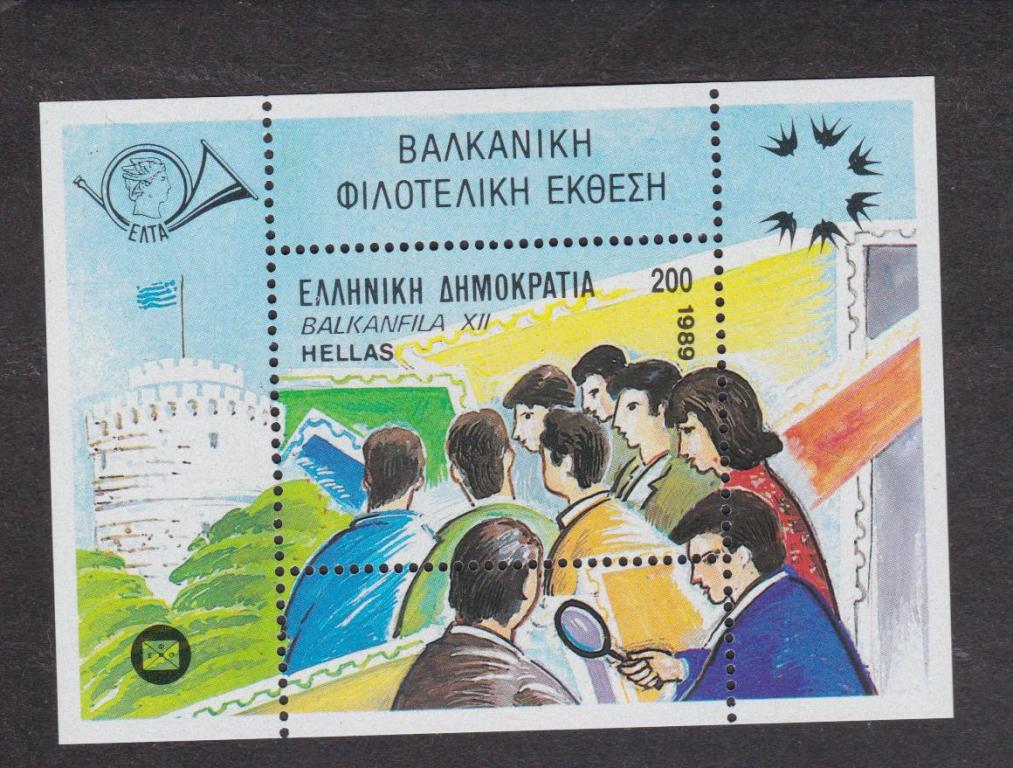 ΒΑΛΚΑΝΙΚΗ
ΦΙΛΟΤΕΛΙΚΗ ΕΚΘΕΣΗ
ΕΛΤΑ
ΕΛΛΗΝΙΚΗ ΔΗΜΟΚΡΑΤΙΑ 200
BALKANFILA XII
HELLAS
1989